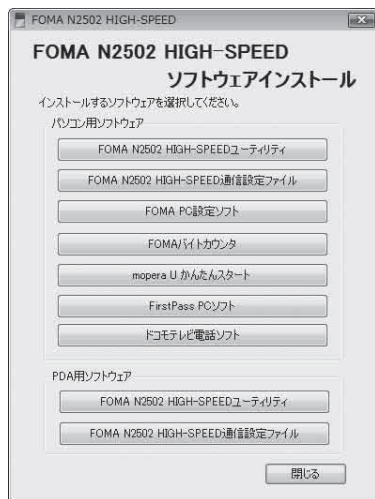 FOMA N2502 HIGH-SPEED
FOMA N2502 HIGH-SPEED
ソフトウェアインストール
インストールするソフトウェアを選択してください。
パソコン用ソフトウェア
FOMA N2502 HIGH-SPEEDユーティリティ
FOMA N2502 HIGH-SPEED通信設定ファイル
FOMA PC設定ソフト
FOMAバイトカウンタ
mopera U かんたんスタート
FirstPass PCソフト
ドコモテレビ電話ソフト
PDA用ソフトウェア
FOMA N2502 HIGH-SPEEDユーティリティ
FOMA N2502 HIGH-SPEED通信設定ファイル
閉じる